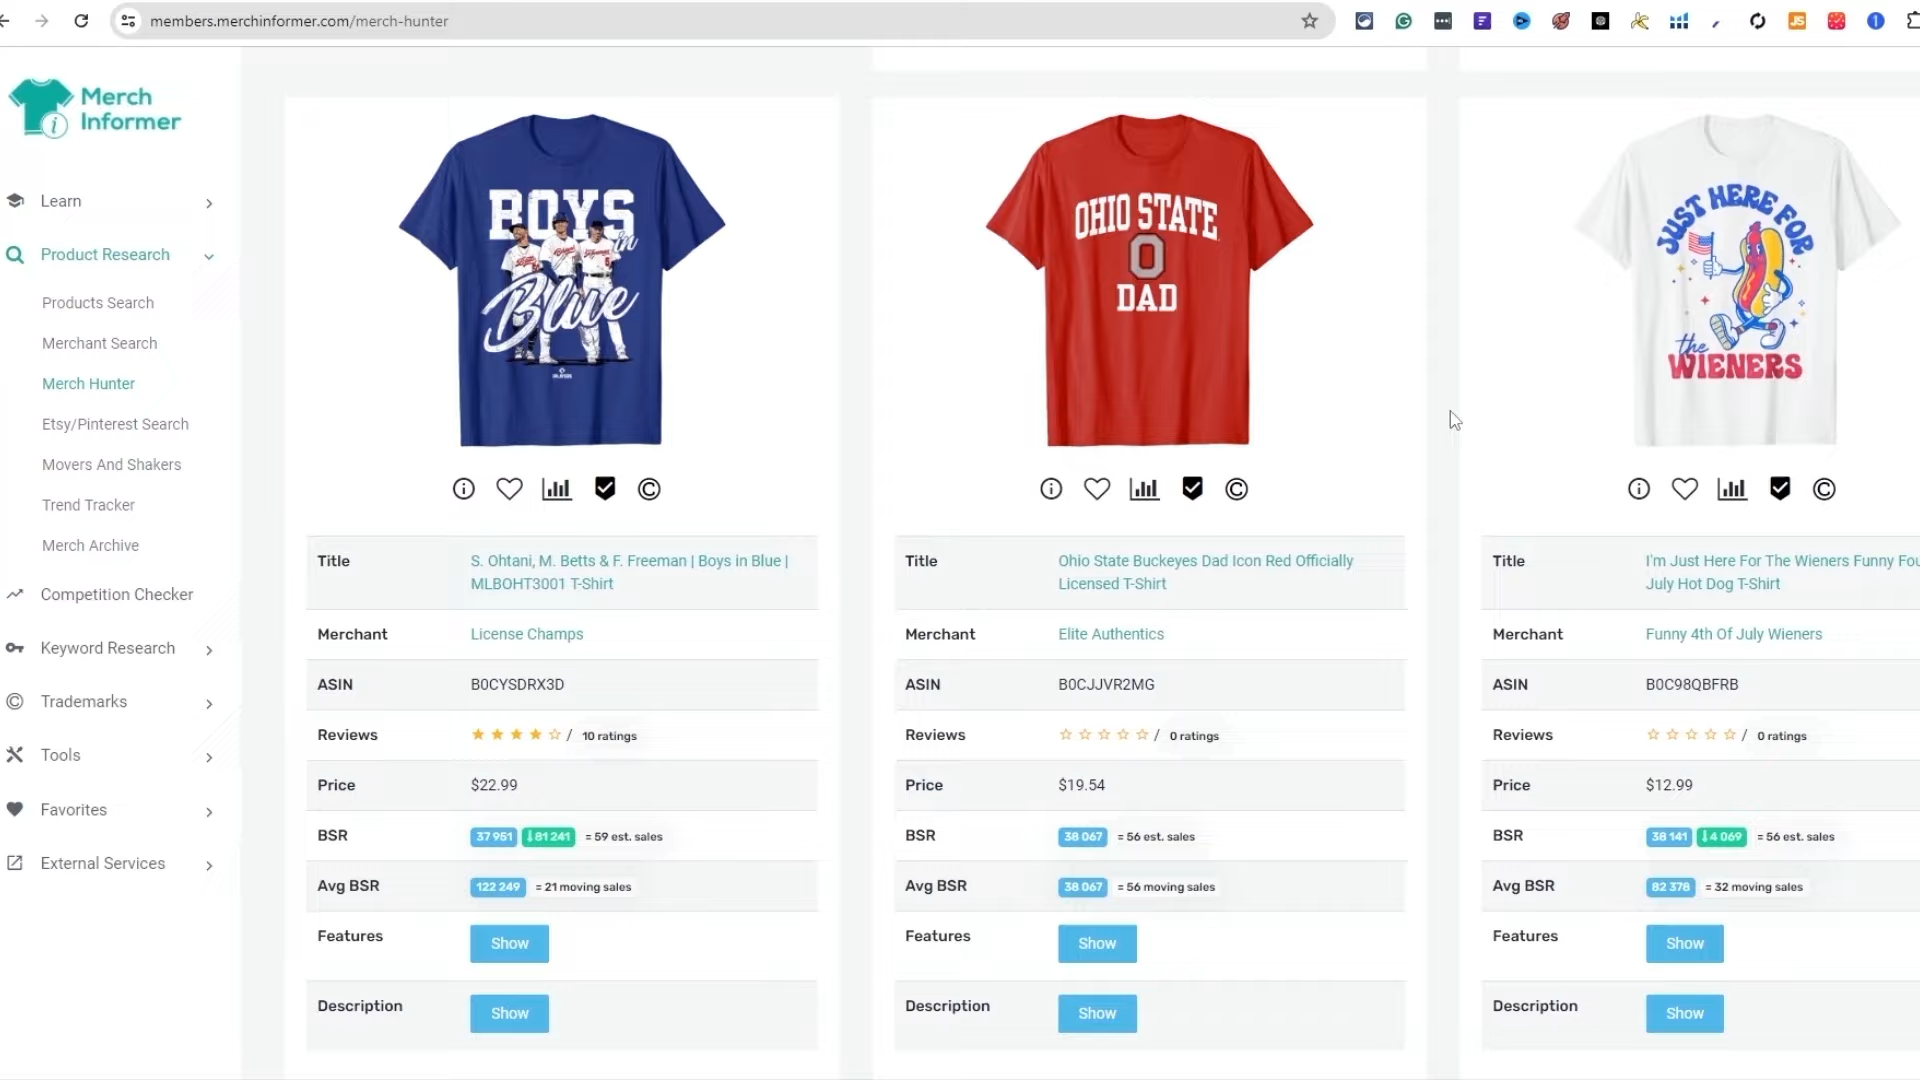 members.merchinformer.com/merch-hunter
Merch
Informer
Learn
Product Research
Products Search
Merchant Search
Merch Hunter
Etsy/Pinterest Search
Movers And Shakers
Trend Tracker
Merch Archive
Competition Checker
Keyword Research
Trademarks
Tools
Favorites
External Services
BOYS
in
Blue
Title S. Ohtani, M. Betts & F. Freeman | Boys in Blue |
MLBOHT3001 T-Shirt
Merchant License Champs
ASIN B0CYSDRX3D
Reviews / 10 ratings
Price $22.99
BSR 37 951 81 241 = 59 est. sales
Avg BSR 122 249 = 21 moving sales
Features Show
Description Show
OHIO STATE
O
DAD
Title Ohio State Buckeyes Dad Icon Red Officially
Licensed T-Shirt
Merchant Elite Authentics
ASIN B0CJJVR2MG
Reviews / 0 ratings
Price $19.54
BSR 38 067 = 56 est. sales
Avg BSR 38 067 = 56 moving sales
Features Show
Description Show
JUST HERE FOR
the
WIENERS
Title I'm Just Here For The Wieners Funny Fou
July Hot Dog T-Shirt
Merchant Funny 4th Of July Wieners
ASIN B0C98QBFRB
Reviews / 0 ratings
Price $12.99
BSR 38 141 4 069 = 56 est. sales
Avg BSR 82 378 = 32 moving sales
Features Show
Description Show